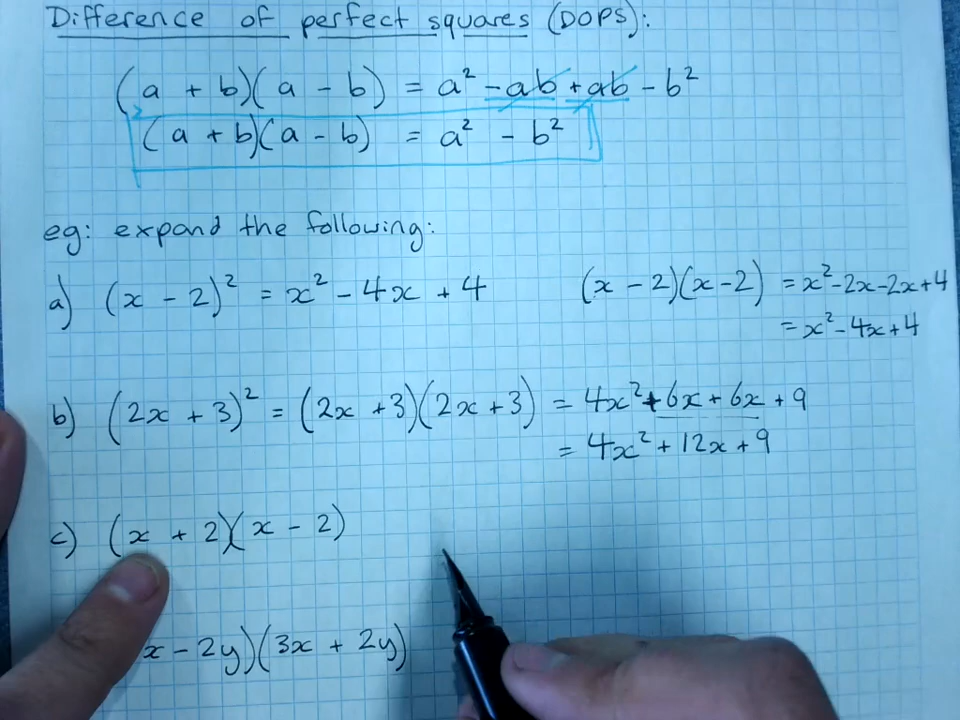 Difference of perfect squares (DOPS):
(a + b)(a - b) = a² - ab + ab - b²
(a + b)(a - b) = a² - b²
eg: expand the following:
a) (x - 2)² = x² - 4x + 4
(x - 2)(x - 2) = x² - 2x - 2x + 4
= x² - 4x + 4
b) (2x + 3)² = (2x + 3)(2x + 3) = 4x² + 6x + 6x + 9
= 4x² + 12x + 9
c) (x + 2)(x - 2)
x - 2y)(3x + 2y)